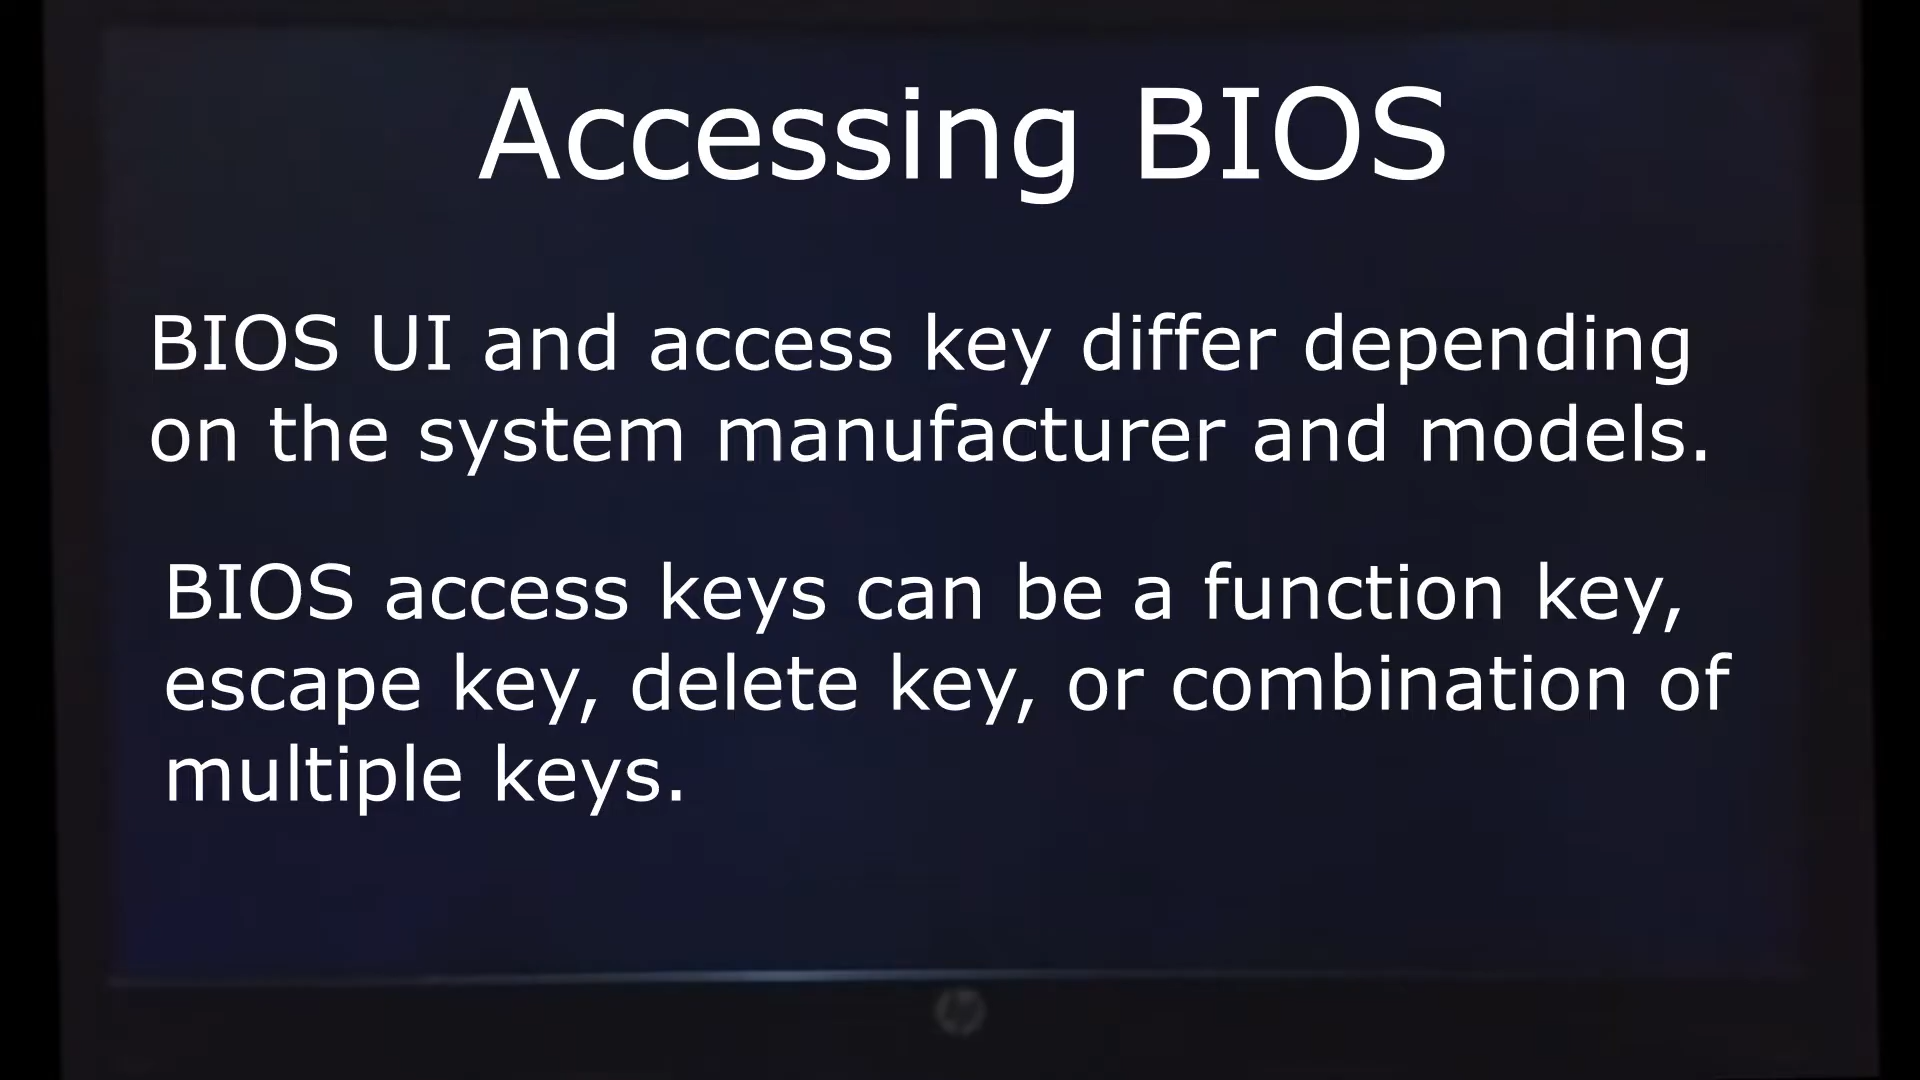 Accessing BIOS
BIOS UI and access key differ depending
on the system manufacturer and models.
BIOS access keys can be a function key,
escape key, delete key, or combination of
multiple keys.